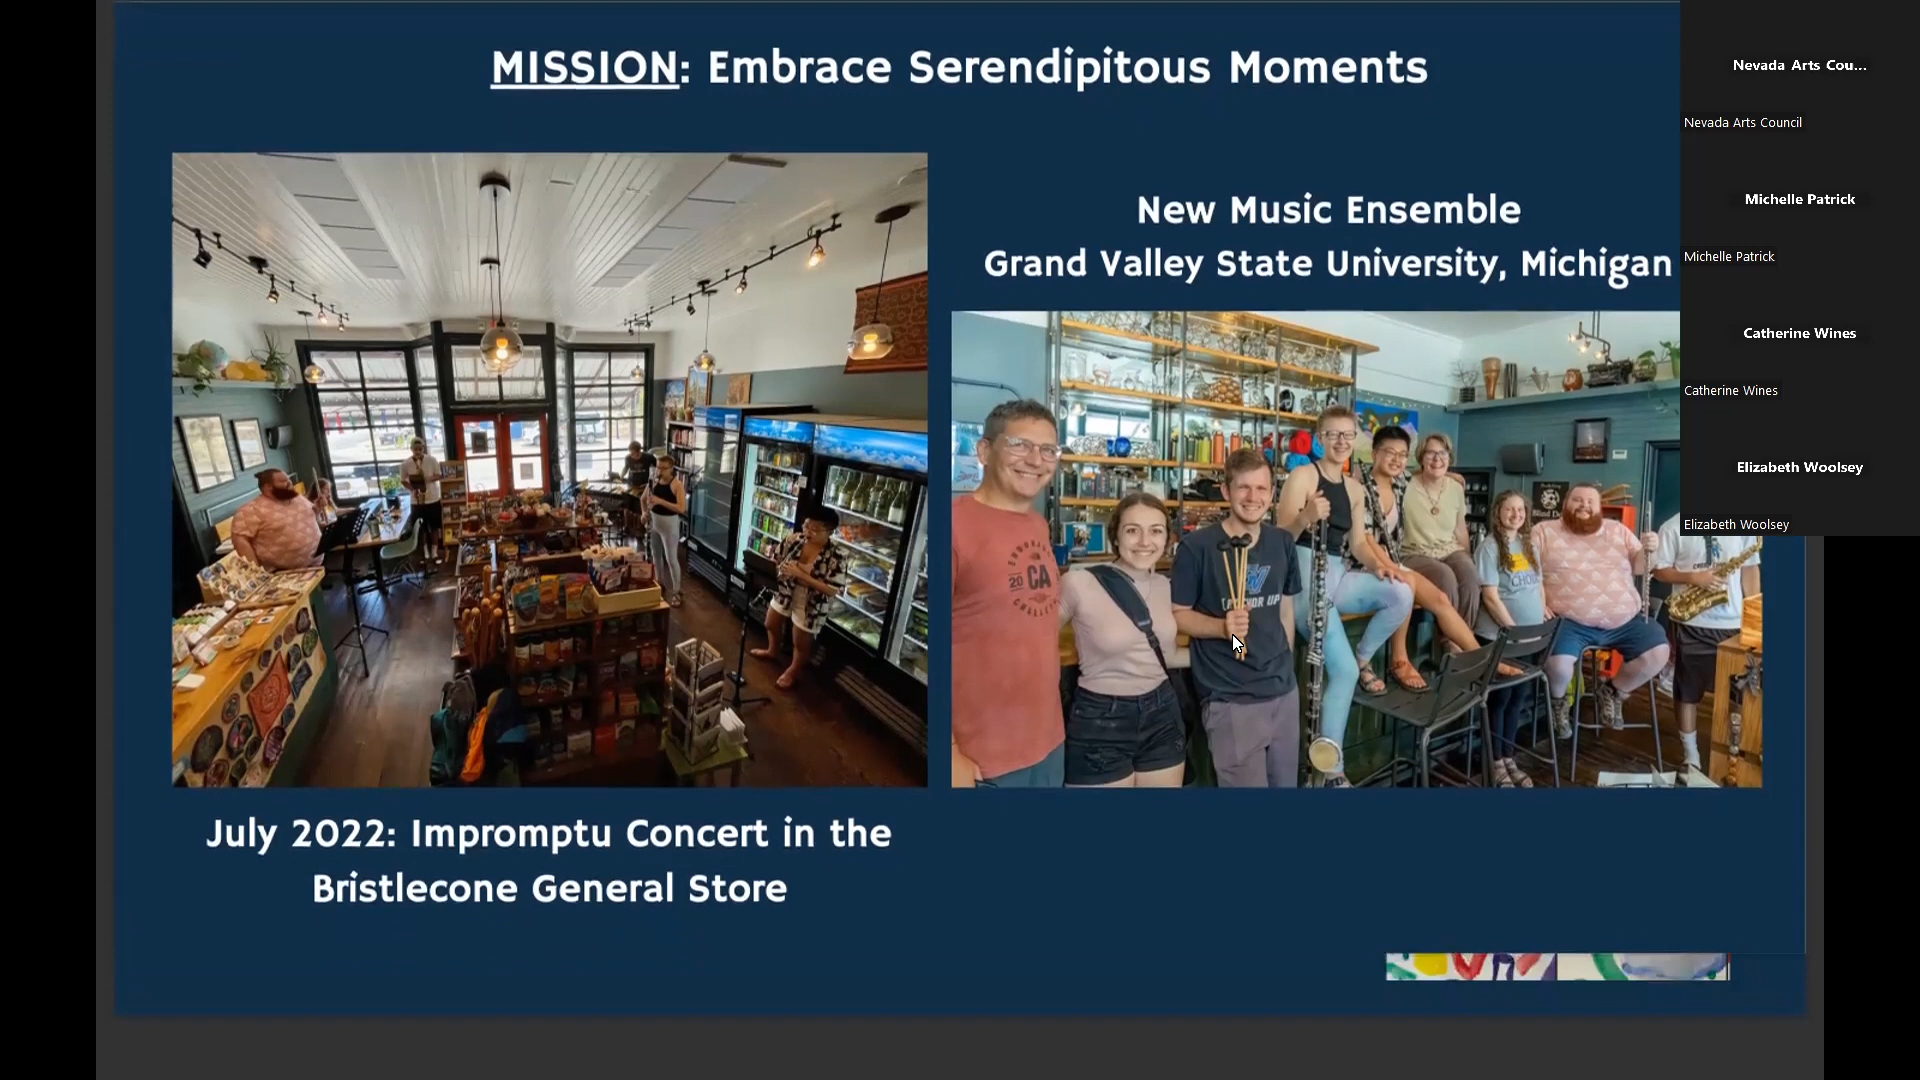 MISSION: Embrace Serendipitous Moments
New Music Ensemble
Grand Valley State University, Michigan
20 CA
July 2022: Impromptu Concert in the
Bristlecone General Store
Nevada Arts Cou...
Nevada Arts Council
Michelle Patrick
Michelle Patrick
Catherine Wines
Catherine Wines
Elizabeth Woolsey
Elizabeth Woolsey